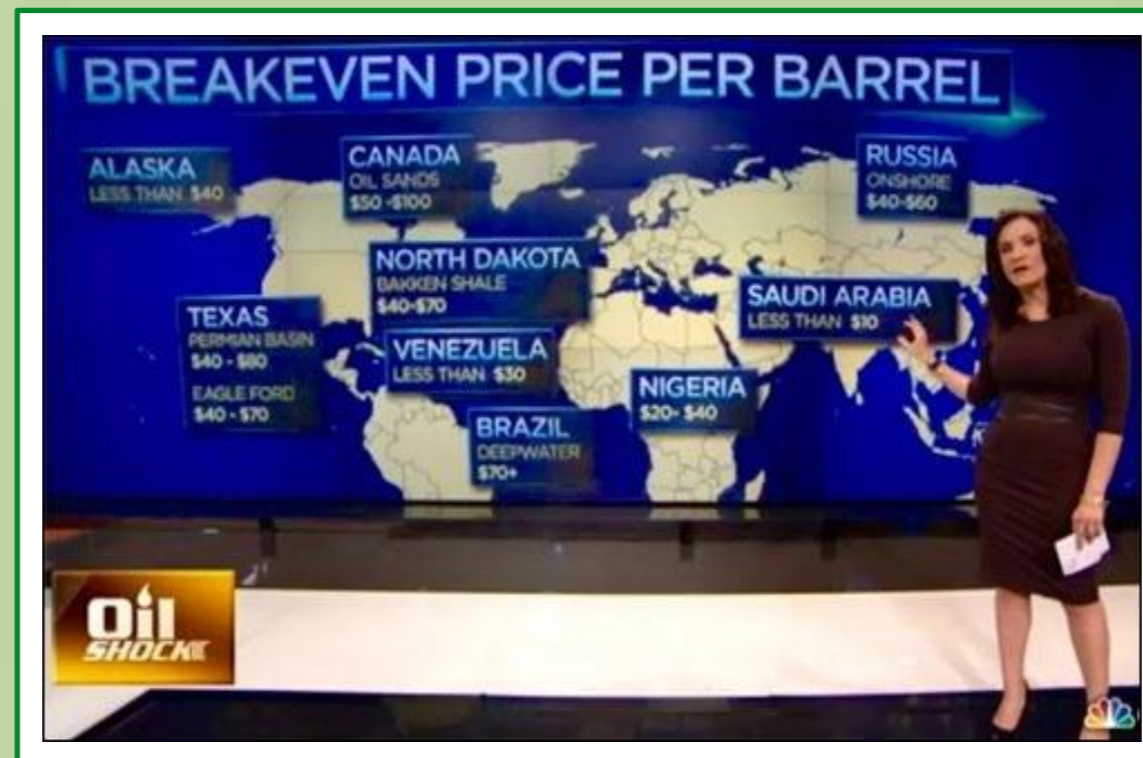 BREAKEVEN PRICE PER BARREL
ALASKA
LESS THAN $40
CANADA
OIL SANDS
$50-$100
RUSSIA
ONSHORE
$40-$60
NORTH DAKOTA
BAKKEN SHALE
$40-$70
SAUDI ARABIA
LESS THAN $10
TEXAS
PERMIAN BASIN
$40 - $80
EAGLE FORD
$40 - $70
VENEZUELA
LESS THAN $30
NIGERIA
$20- $40
BRAZIL
DEEPWATER
$70+
Oil
SHOCK